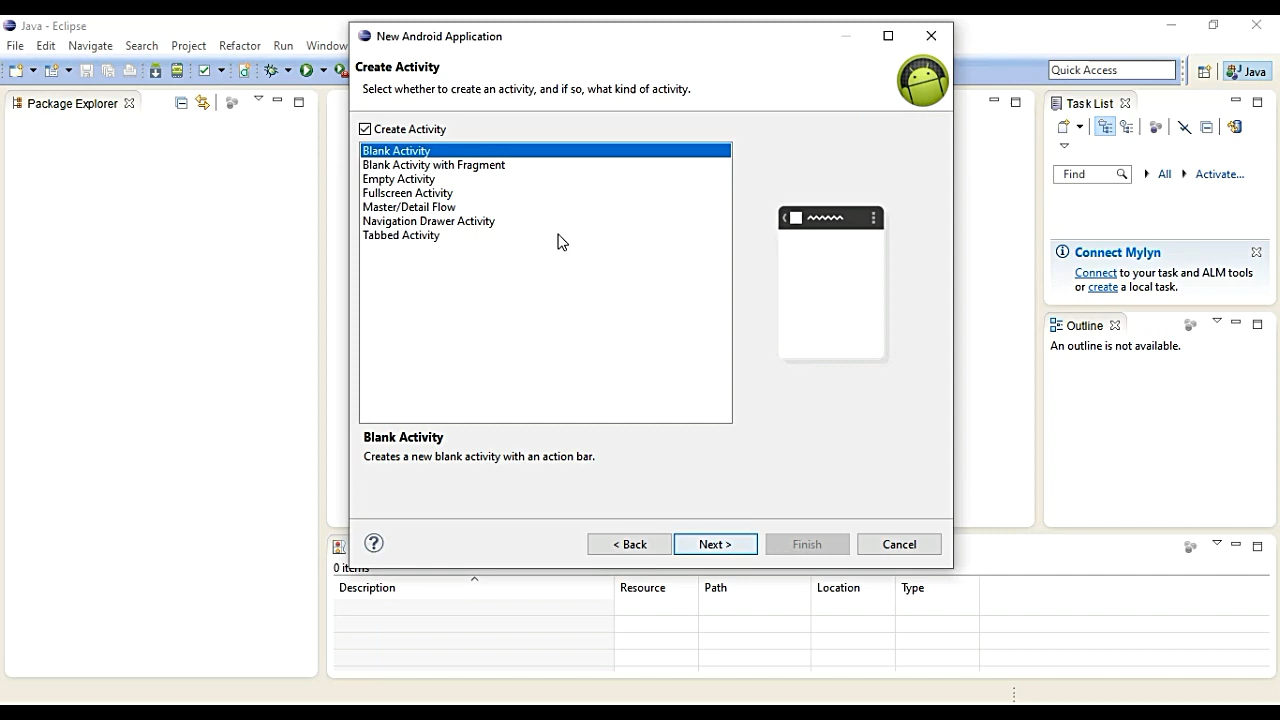 Java - Eclipse
File Edit Navigate Search Project Refactor Run Window
New Android Application
Create Activity
Select whether to create an activity, and if so, what kind of activity.
Quick Access
Java
Package Explorer
Create Activity
Blank Activity
Blank Activity with Fragment
Empty Activity
Fullscreen Activity
Master/Detail Flow
Navigation Drawer Activity
Tabbed Activity
Blank Activity
Creates a new blank activity with an action bar.
< Back Next > Finish Cancel
Task List
Find All Activate...
Connect Mylyn
Connect to your task and ALM tools
or create a local task.
Outline
An outline is not available.
0 items
Description Resource Path Location Type